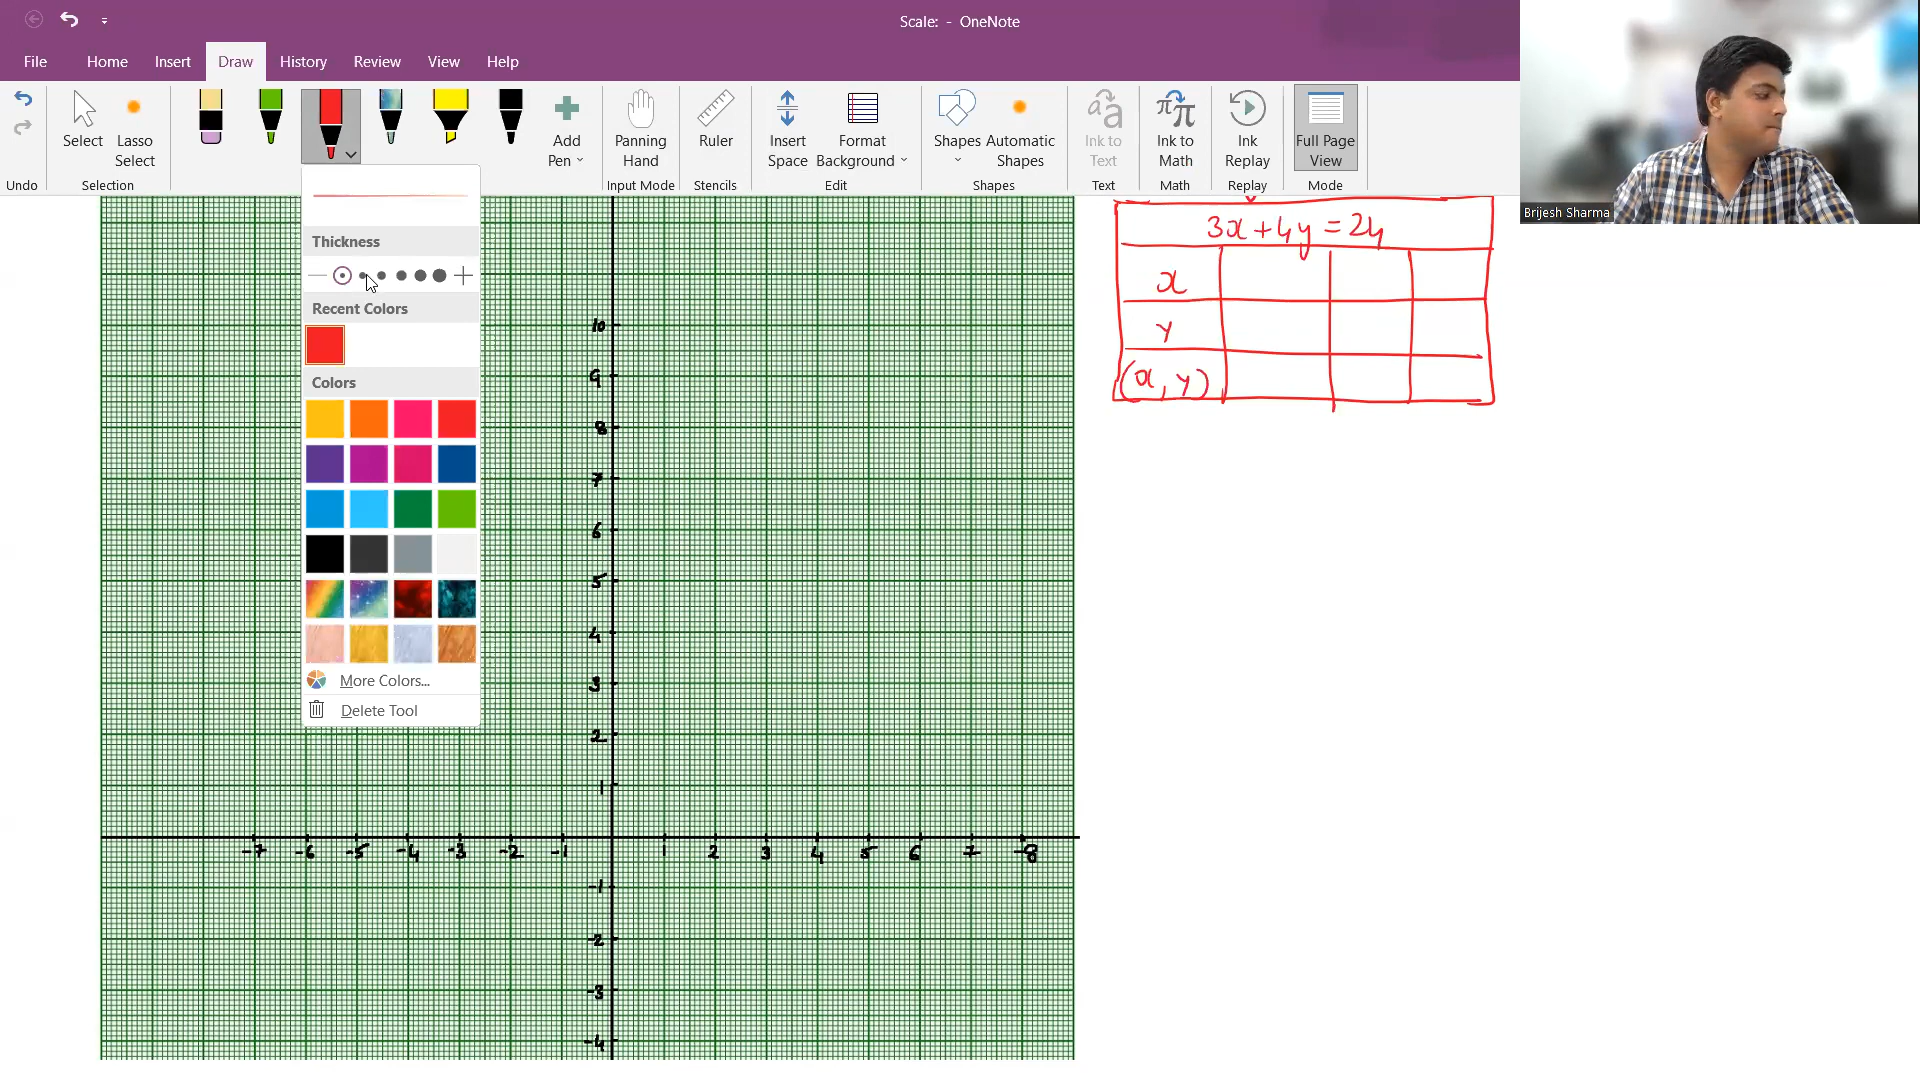 Scale: - OneNote
File Home Insert Draw History Review View Help
Select
Lasso Select
Add Pen
Panning Hand
Ruler
Insert Space
Format Background
Shapes
Automatic Shapes
Ink to Text
Ink to Math
Ink Replay
Full Page View
Undo Selection Input Mode Stencils Edit Shapes Text Math Replay Mode
Brijesh Sharma
Thickness
Recent Colors
Colors
More Colors...
Delete Tool
3x+4y=24
x
y
(x, y)
10
9
8
7
6
5
4
3
2
1
-7 -6 -5 -4 -3 -2 -1 1 2 3 4 5 6 7 -8
-1
-2
-3
-4